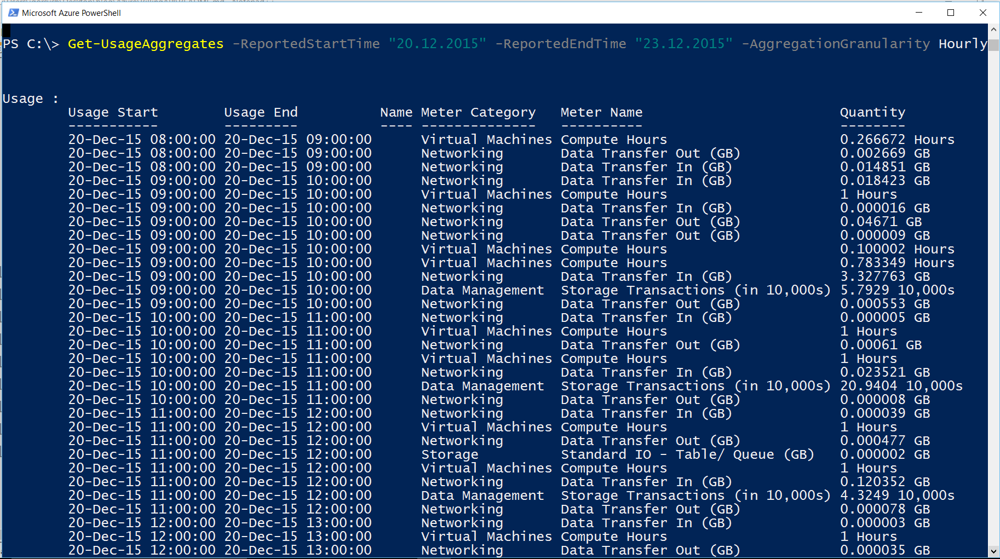 Microsoft Azure PowerShell
PS C:\> Get-UsageAggregates -ReportedStartTime "20.12.2015" -ReportedEndTime "23.12.2015" -AggregationGranularity Hourly
Usage :
Usage Start Usage End Name Meter Category Meter Name Quantity
----------- --------- ---- -------------- ---------- --------
20-Dec-15 08:00:00 20-Dec-15 09:00:00 Virtual Machines Compute Hours 0.266672 Hours
20-Dec-15 08:00:00 20-Dec-15 09:00:00 Networking Data Transfer Out (GB) 0.002669 GB
20-Dec-15 08:00:00 20-Dec-15 09:00:00 Networking Data Transfer In (GB) 0.014851 GB
20-Dec-15 09:00:00 20-Dec-15 10:00:00 Networking Data Transfer In (GB) 0.018423 GB
20-Dec-15 09:00:00 20-Dec-15 10:00:00 Virtual Machines Compute Hours 1 Hours
20-Dec-15 09:00:00 20-Dec-15 10:00:00 Networking Data Transfer In (GB) 0.000016 GB
20-Dec-15 09:00:00 20-Dec-15 10:00:00 Networking Data Transfer Out (GB) 0.04671 GB
20-Dec-15 09:00:00 20-Dec-15 10:00:00 Networking Data Transfer Out (GB) 0.000009 GB
20-Dec-15 09:00:00 20-Dec-15 10:00:00 Virtual Machines Compute Hours 0.100002 Hours
20-Dec-15 09:00:00 20-Dec-15 10:00:00 Virtual Machines Compute Hours 0.783349 Hours
20-Dec-15 09:00:00 20-Dec-15 10:00:00 Networking Data Transfer In (GB) 3.327763 GB
20-Dec-15 09:00:00 20-Dec-15 10:00:00 Data Management Storage Transactions (in 10,000s) 5.7929 10,000s
20-Dec-15 09:00:00 20-Dec-15 10:00:00 Networking Data Transfer Out (GB) 0.000553 GB
20-Dec-15 10:00:00 20-Dec-15 11:00:00 Networking Data Transfer In (GB) 0.000005 GB
20-Dec-15 10:00:00 20-Dec-15 11:00:00 Virtual Machines Compute Hours 1 Hours
20-Dec-15 10:00:00 20-Dec-15 11:00:00 Networking Data Transfer Out (GB) 0.00061 GB
20-Dec-15 10:00:00 20-Dec-15 11:00:00 Virtual Machines Compute Hours 1 Hours
20-Dec-15 10:00:00 20-Dec-15 11:00:00 Networking Data Transfer In (GB) 0.023521 GB
20-Dec-15 10:00:00 20-Dec-15 11:00:00 Data Management Storage Transactions (in 10,000s) 20.9404 10,000s
20-Dec-15 10:00:00 20-Dec-15 11:00:00 Networking Data Transfer Out (GB) 0.000008 GB
20-Dec-15 11:00:00 20-Dec-15 12:00:00 Networking Data Transfer In (GB) 0.000039 GB
20-Dec-15 11:00:00 20-Dec-15 12:00:00 Virtual Machines Compute Hours 1 Hours
20-Dec-15 11:00:00 20-Dec-15 12:00:00 Networking Data Transfer Out (GB) 0.000477 GB
20-Dec-15 11:00:00 20-Dec-15 12:00:00 Storage Standard IO - Table/ Queue (GB) 0.000002 GB
20-Dec-15 11:00:00 20-Dec-15 12:00:00 Virtual Machines Compute Hours 1 Hours
20-Dec-15 11:00:00 20-Dec-15 12:00:00 Networking Data Transfer In (GB) 0.120352 GB
20-Dec-15 11:00:00 20-Dec-15 12:00:00 Data Management Storage Transactions (in 10,000s) 4.3249 10,000s
20-Dec-15 11:00:00 20-Dec-15 12:00:00 Networking Data Transfer Out (GB) 0.000078 GB
20-Dec-15 12:00:00 20-Dec-15 13:00:00 Networking Data Transfer In (GB) 0.000003 GB
20-Dec-15 12:00:00 20-Dec-15 13:00:00 Virtual Machines Compute Hours 1 Hours
20-Dec-15 12:00:00 20-Dec-15 13:00:00 Networking Data Transfer Out (GB) 0.000035 GB